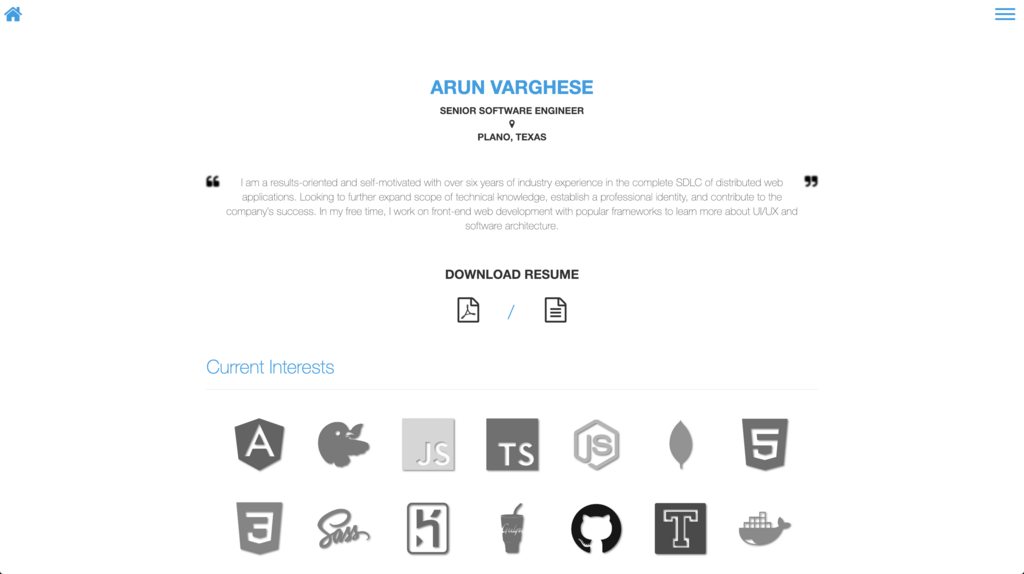 ARUN VARGHESE
SENIOR SOFTWARE ENGINEER
PLANO, TEXAS
“ I am a results-oriented and self-motivated with over six years of industry experience in the complete SDLC of distributed web ”
applications. Looking to further expand scope of technical knowledge, establish a professional identity, and contribute to the
company's success. In my free time, I work on front-end web development with popular frameworks to learn more about UI/UX and
software architecture.
DOWNLOAD RESUME
/
Current Interests
A JS TS JS 5
3 Sass Gulp T